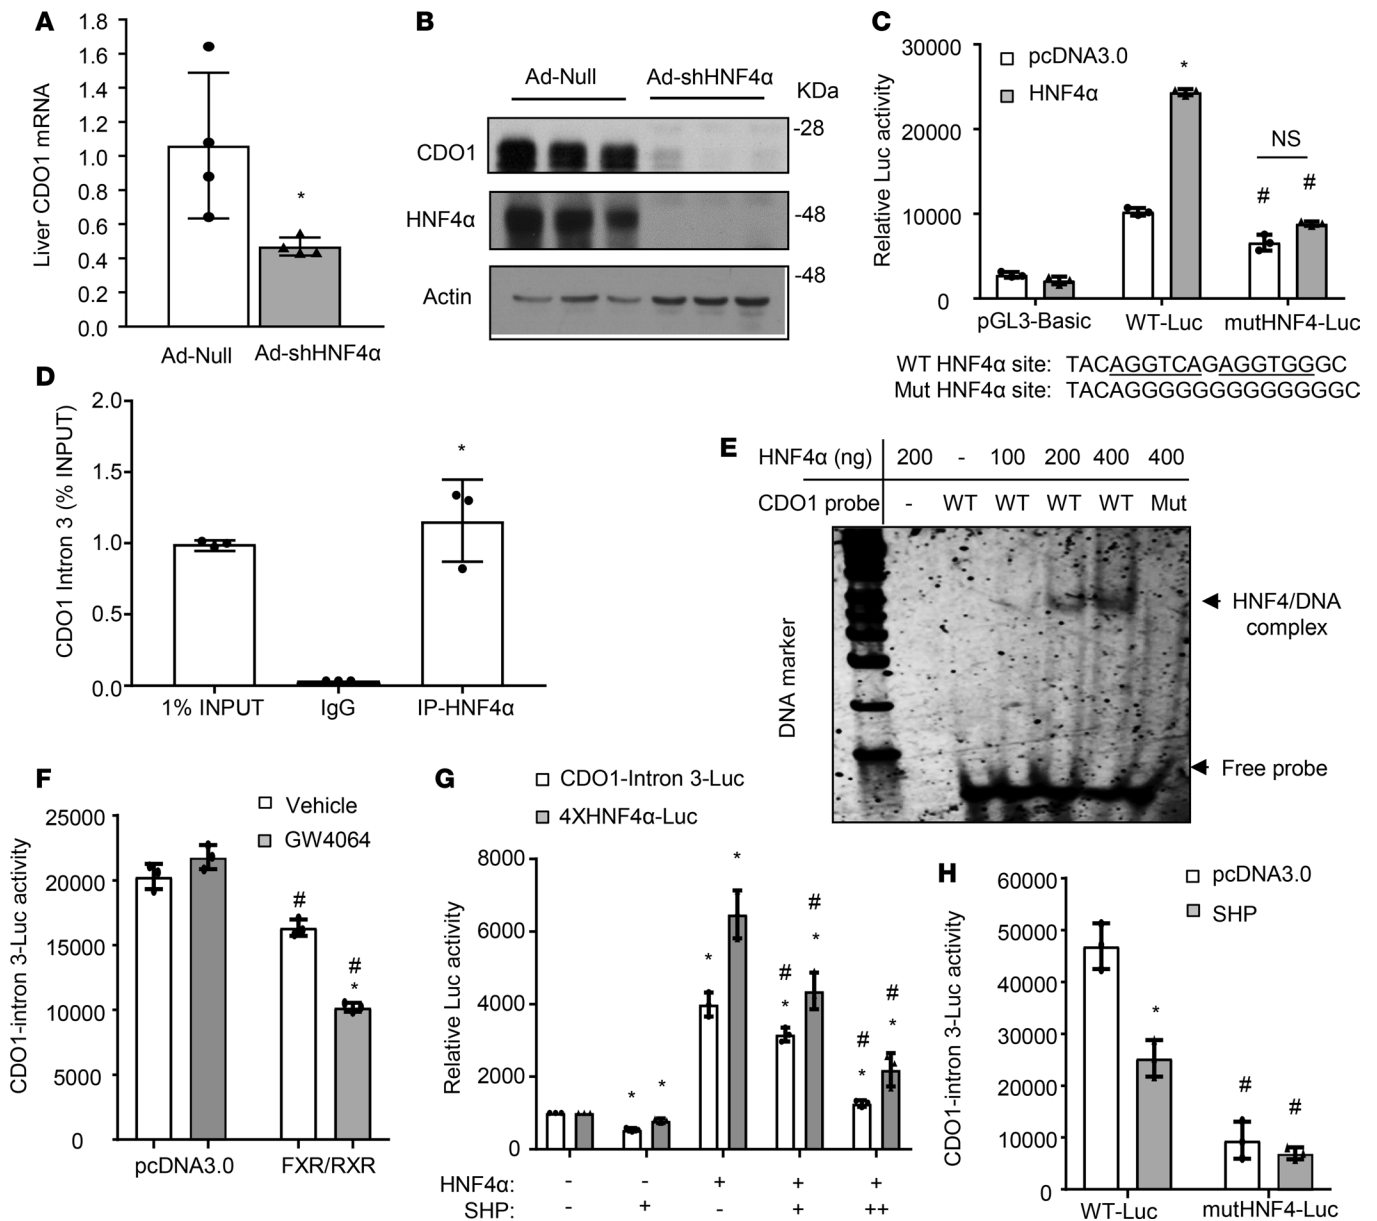 A
1.8
1.6
1.4
1.2
1.0
0.8
0.6
0.4
0.2
0.0
Liver CDO1 mRNA
*
Ad-Null
Ad-shHNF4α
B
Ad-Null
Ad-shHNF4α
KDa
CDO1
-28
HNF4α
-48
Actin
-48
C
pcDNA3.0
HNF4α
30000
20000
10000
0
Relative Luc activity
*
NS
#
#
pGL3-Basic
WT-Luc
mutHNF4-Luc
WT HNF4α site: TACAGGTCAGAGGTGGGC
Mut HNF4α site: TACAGGGGGGGGGGGGGC
D
2.0
1.5
1.0
0.5
0.0
CDO1 Intron 3 (% INPUT)
*
1% INPUT
IgG
IP-HNF4α
E
HNF4α (ng) 200 - 100 200 400 400
CDO1 probe - WT WT WT WT Mut
DNA marker
HNF4/DNA
complex
Free probe
F
Vehicle
GW4064
25000
20000
15000
10000
5000
0
CDO1-intron 3-Luc activity
#
#
*
pcDNA3.0
FXR/RXR
G
CDO1-Intron 3-Luc
4XHNF4α-Luc
8000
6000
4000
2000
0
Relative Luc activity
*
*
*
*
#
*
#
*
#
*
#
*
HNF4α: - - + + +
SHP: - + - + ++
H
pcDNA3.0
SHP
60000
50000
40000
30000
20000
10000
0
CDO1-intron 3-Luc activity
*
#
#
WT-Luc
mutHNF4-Luc